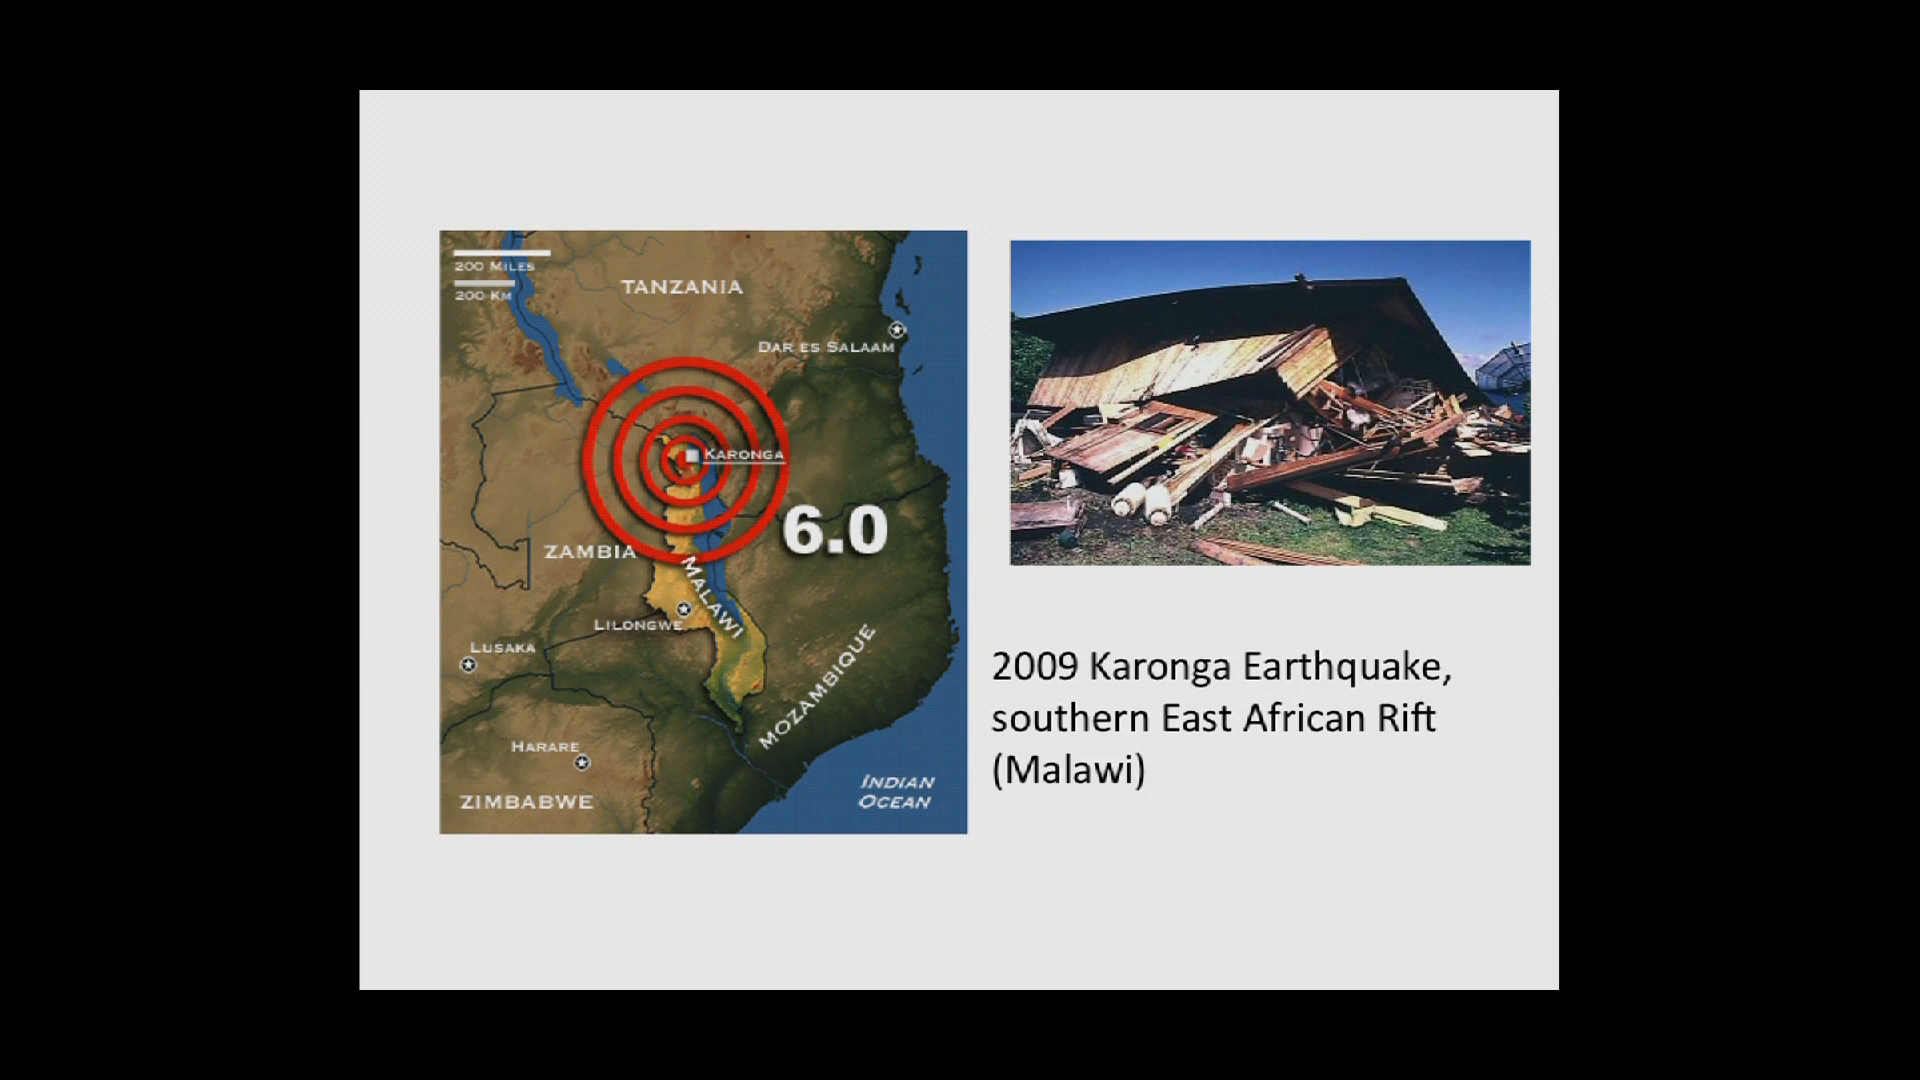 200 MILES
200 KM
TANZANIA
DAR ES SALAAM
KARONGA
6.0
ZAMBIA
MALAWI
LILONGWE
LUSAKA
MOZAMBIQUE
HARARE
ZIMBABWE
INDIAN
OCEAN
2009 Karonga Earthquake,
southern East African Rift
(Malawi)